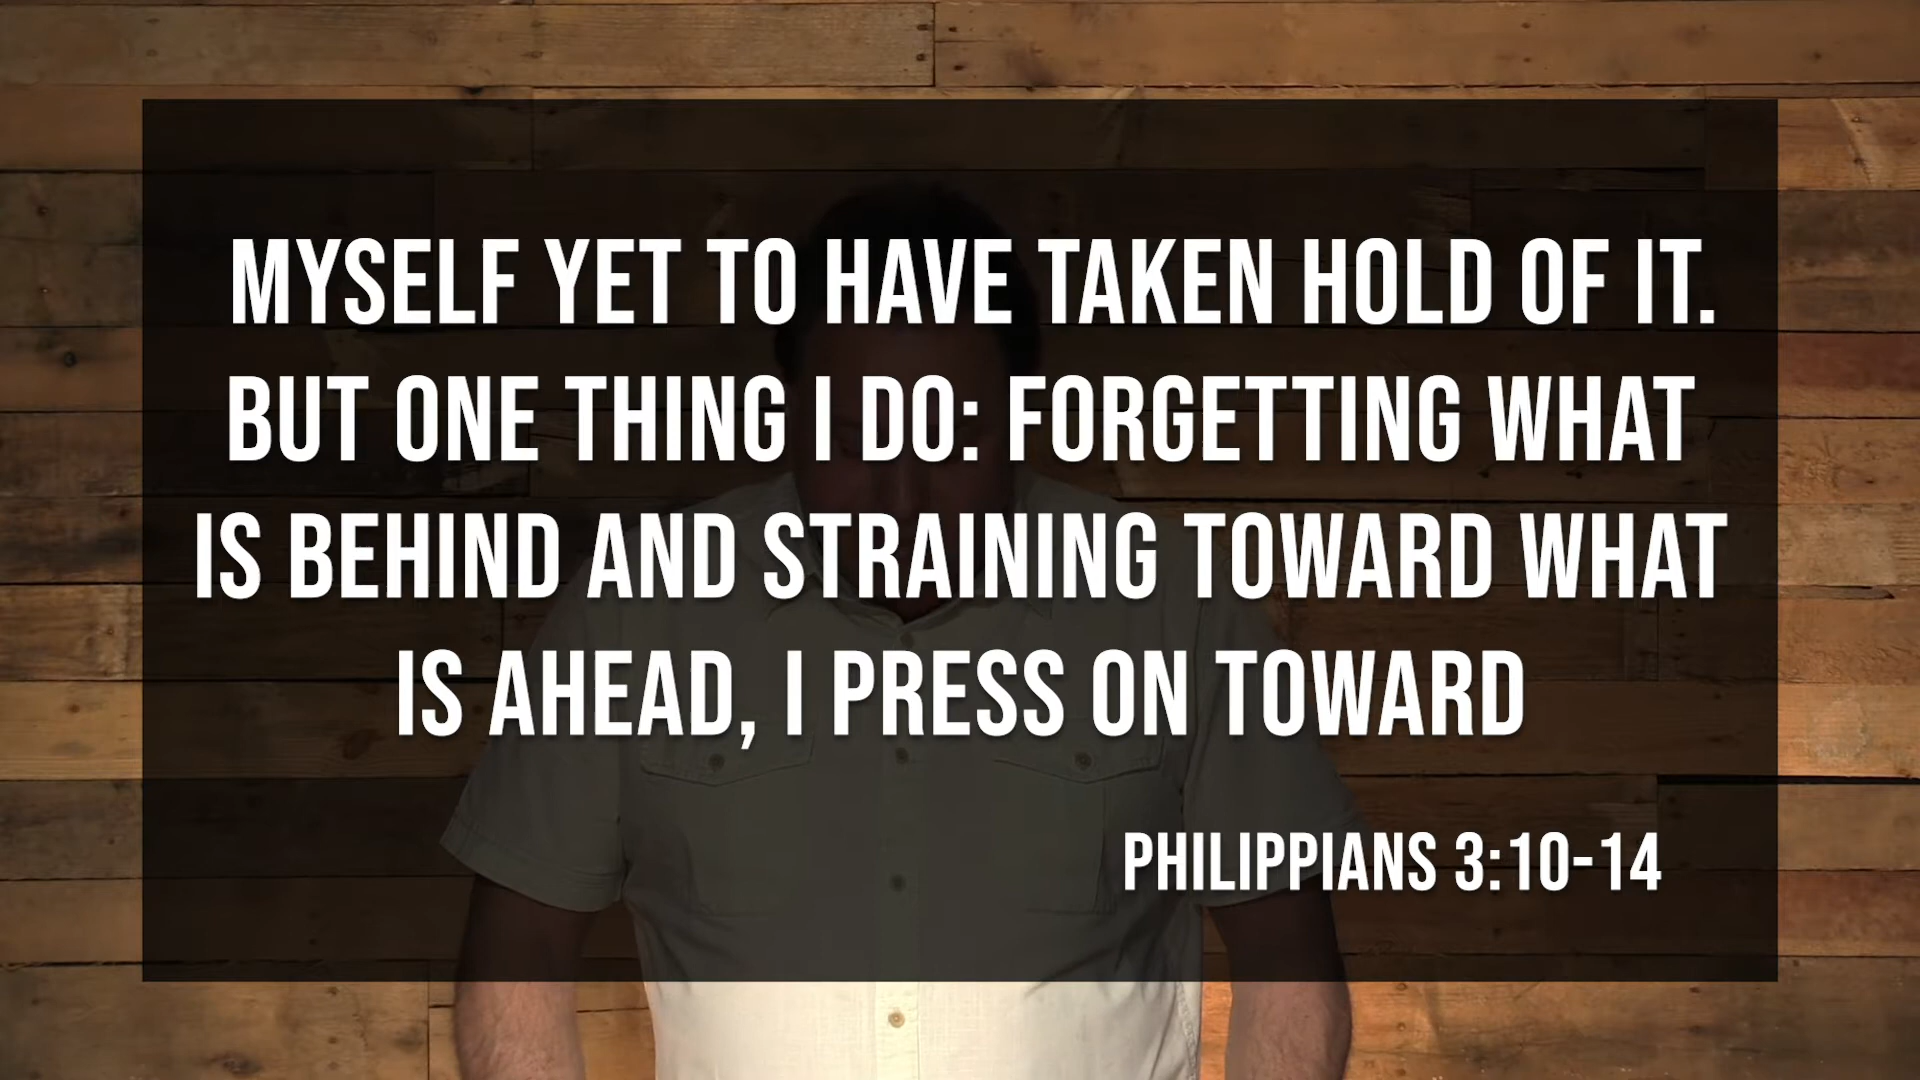 MYSELF YET TO HAVE TAKEN HOLD OF IT.
BUT ONE THING I DO: FORGETTING WHAT
IS BEHIND AND STRAINING TOWARD WHAT
IS AHEAD, I PRESS ON TOWARD
PHILIPPIANS 3:10-14